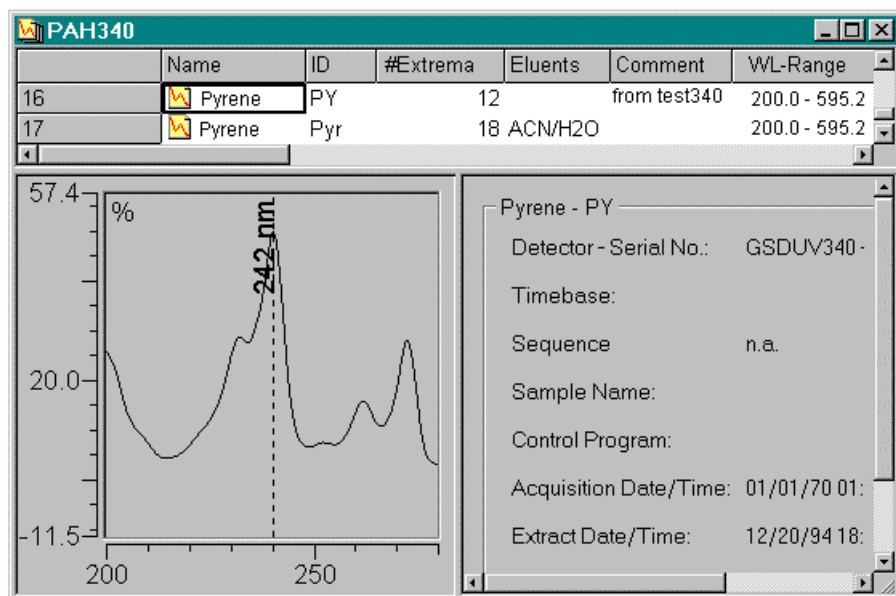 PAH340
Name ID #Extrema Eluents Comment WL-Range
16 Pyrene PY 12 from test340 200.0 - 595.2
17 Pyrene Pyr 18 ACN/H2O 200.0 - 595.2
57.4
%
242 nm
20.0
-11.5
200 250
Pyrene - PY
Detector - Serial No.: GSDUV340 -
Timebase:
Sequence n.a.
Sample Name:
Control Program:
Acquisition Date/Time: 01/01/70 01:
Extract Date/Time: 12/20/94 18: